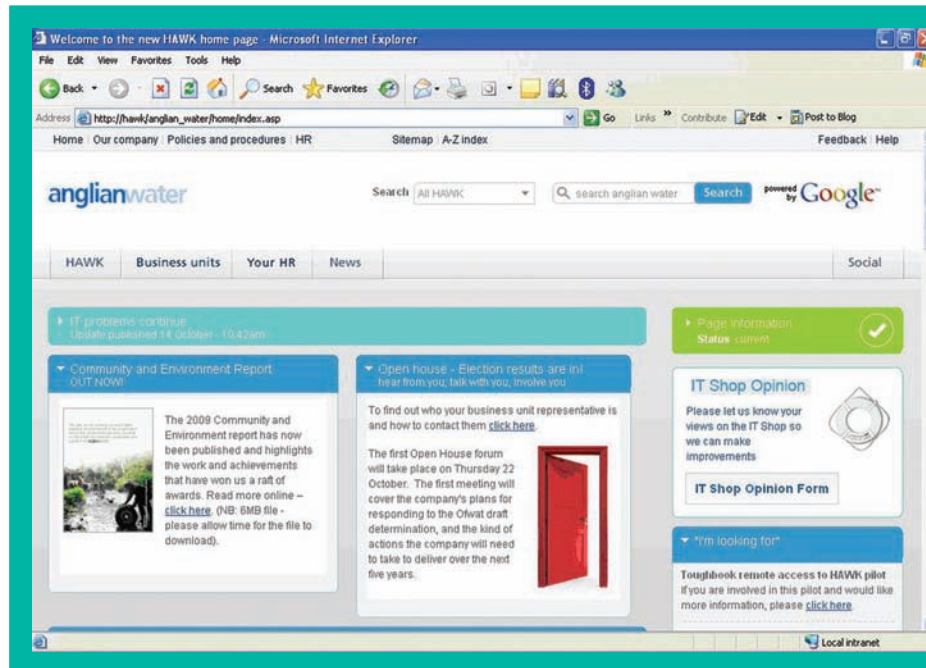 Welcome to the new HAWK home page - Microsoft Internet Explorer
File Edit View Favorites Tools Help
Back Search Favorites
Address http://hawk/anglian_water/home/index.asp Go Links » Contribute Edit Post to Blog
Home Our company Policies and procedures HR Sitemap A-Z index Feedback Help
anglianwater Search All HAWK search anglian water Search powered by Google
HAWK Business units Your HR News Social
IT problems continue
Update published 14 October - 10.42am
Page information
Status current
Community and Environment Report
OUT NOW!
The 2009 Community and
Environment report has now
been published and highlights
the work and achievements
that have won us a raft of
awards. Read more online –
click here. (NB: 6MB file -
please allow time for the file to
download).
Open house - Election results are in!
hear from you, talk with you, involve you
To find out who your business unit representative is
and how to contact them click here.
The first Open House forum
will take place on Thursday 22
October. The first meeting will
cover the company's plans for
responding to the Ofwat draft
determination, and the kind of
actions the company will need
to take to deliver over the next
five years.
IT Shop Opinion
Please let us know your
views on the IT Shop so
we can make
improvements
IT Shop Opinion Form
"I'm looking for"
Toughbook remote access to HAWK pilot
If you are involved in this pilot and would like
more information, please click here.
Local intranet